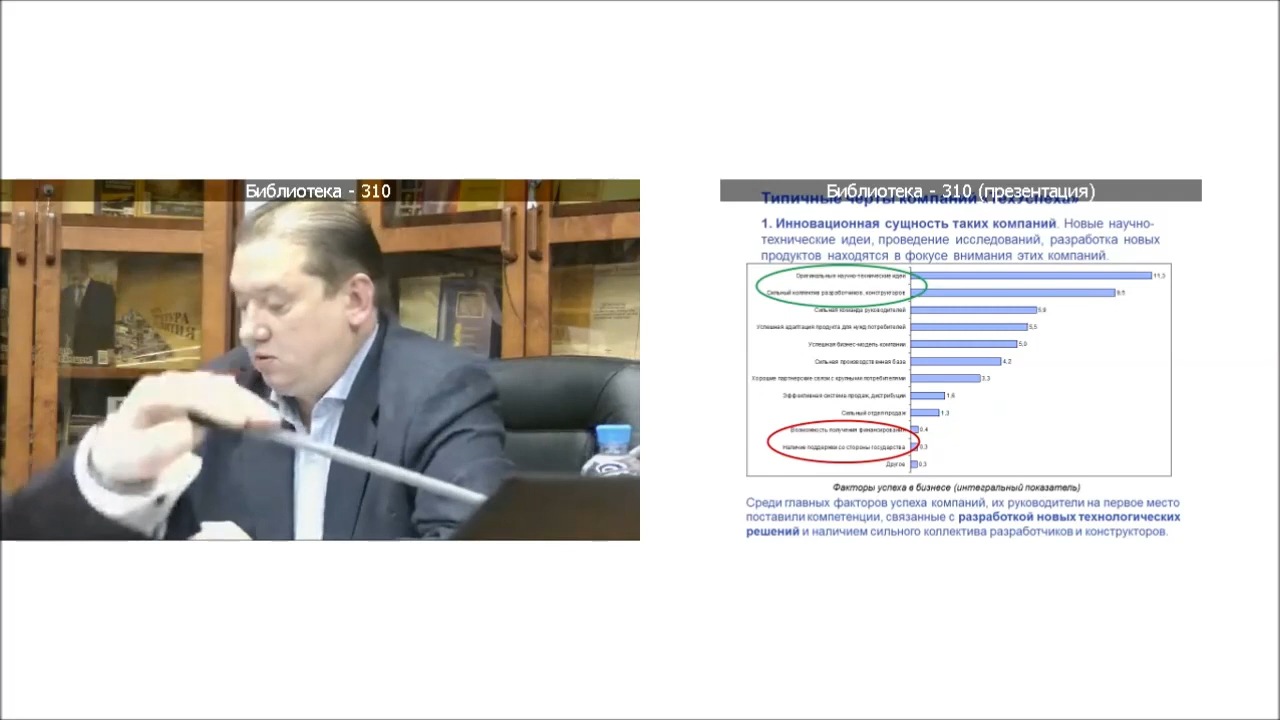 Библиотека - 310
Библиотека - 310 (презентация)
Типичные черты компаний «ТехУспеха»
1. Инновационная сущность таких компаний. Новые научно-
технические идеи, проведение исследований, разработка новых
продуктов находятся в фокусе внимания этих компаний.
Оригинальные научно-технические идеи 11,3
Сильный коллектив разработчиков, конструкторов 9,5
Сильная команда руководителей 5,9
Успешная адаптация продукта для нужд потребителей 5,5
Успешная бизнес-модель компании 5,0
Сильная производственная база 4,2
Хорошие партнерские связи с крупными потребителями 3,3
Эффективная система продаж, дистрибуции 1,6
Сильный отдел продаж 1,3
Возможность получения финансирования 0,4
Наличие поддержки со стороны государства 0,3
Другое 0,3
Факторы успеха в бизнесе (интегральный показатель)
Среди главных факторов успеха компаний, их руководители на первое место
поставили компетенции, связанные с разработкой новых технологических
решений и наличием сильного коллектива разработчиков и конструкторов.